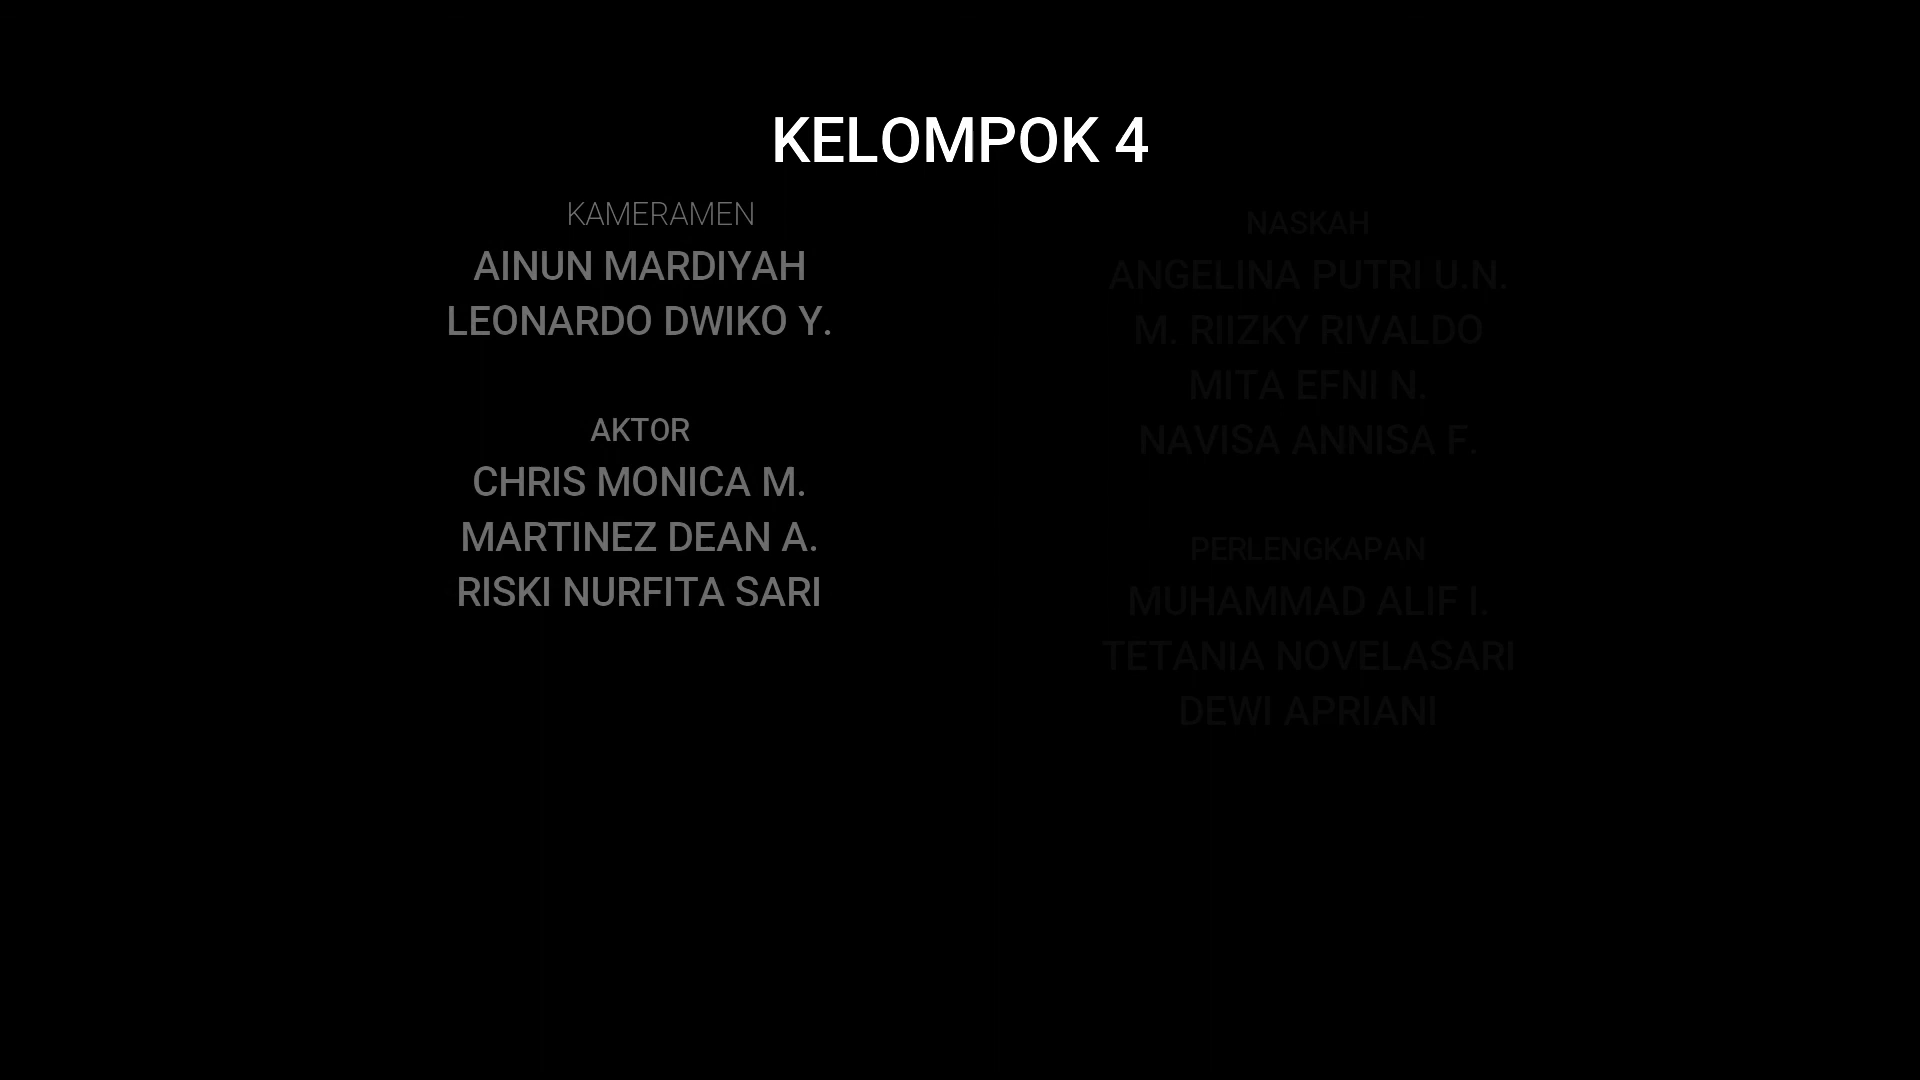 KELOMPOK 4
KAMERAMEN
AINUN MARDIYAH
LEONARDO DWIKO Y.
AKTOR
CHRIS MONICA M.
MARTINEZ DEAN A.
RISKI NURFITA SARI
NASKAH
ANGELINA PUTRI U.N.
M. RIIZKY RIVALDO
MITA EFNI N.
NAVISA ANNISA F.
PERLENGKAPAN
MUHAMMAD ALIF I.
TETANIA NOVELASARI
DEWI APRIANI